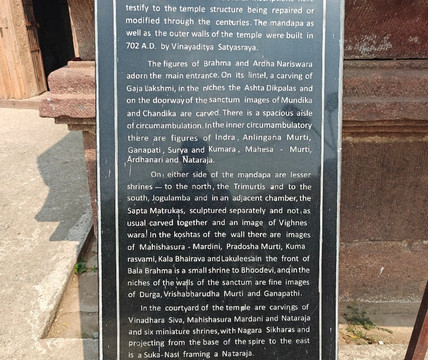 testify to the temple structure being repaired or
modified through the centuries. The mandapa as
well as the outer walls of the temple were built in
702 A.D. by Vinayaditya Satyasraya.
The figures of Brahma and Ardha Nariswara
adorn the main entrance. On its lintel, a carving of
Gaja Lakshmi, in the niches the Ashta Dikpalas and
on the doorway of the sanctum images of Mundika
and Chandika are carved. There is a spacious aisle
of circumambulation. In the inner circumambulatory
there are figures of Indra, Anlingana Murti,
Ganapati, Surya and Kumara, Mahesa - Murti,
Ardhanari and Nataraja.
On either side of the mandapa are lesser
shrines — to the north, the Trimurtis and to the
south, Jogulamba and in an adjacent chamber, the
Sapta Matrukas, sculptured separately and not as
usual carved together and an image of Vighnes
wara. In the koshtas of the wall there are images
of Mahishasura - Mardini, Pradosha Murti, Kuma
raswami, Kala Bhairava and Lakuleesa in the front of
Bala Brahma is a small shrine to Bhoodevi, and in the
niches of the walls of the sanctum are fine images
of Durga, Vrishabharudha Murti and Ganapathi.
In the courtyard of the temple are carvings of
Vinadhara Siva, Mahishasura Mardani and Nataraja
and six miniature shrines, with Nagara Sikharas and
projecting from the base of the spire to the east
is a Suka-Nasi framing a Nataraja.